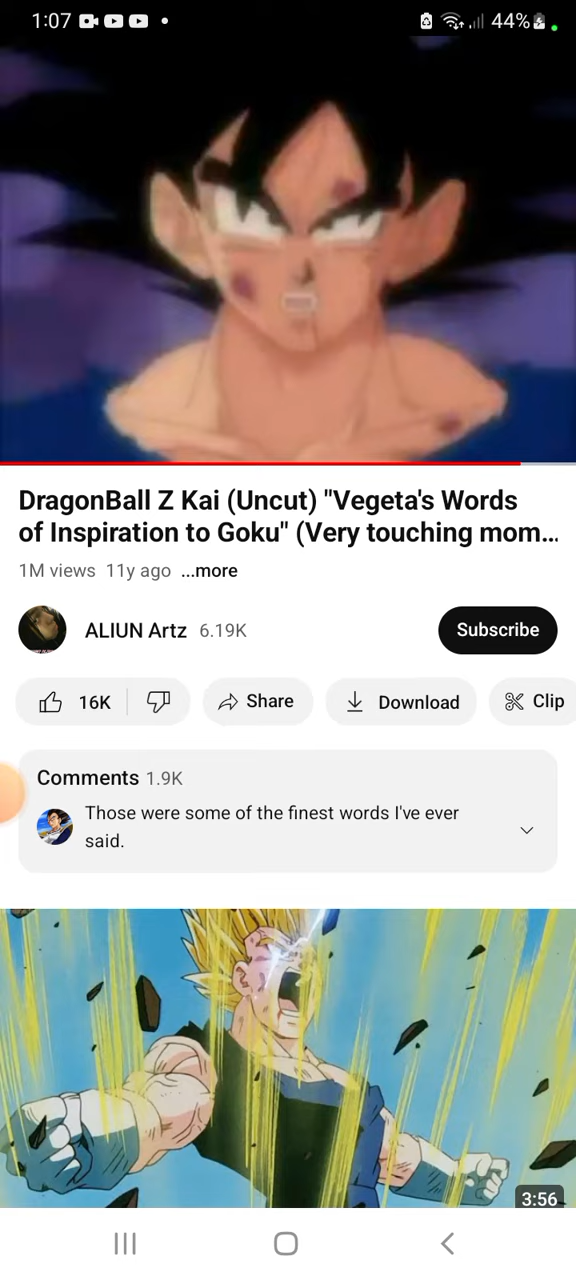 1:07
44%
DragonBall Z Kai (Uncut) "Vegeta's Words
of Inspiration to Goku" (Very touching mom...
1M views 11y ago ...more
ALIUN Artz 6.19K
Subscribe
16K
Share
Download
Clip
Comments 1.9K
Those were some of the finest words I've ever
said.
3:56